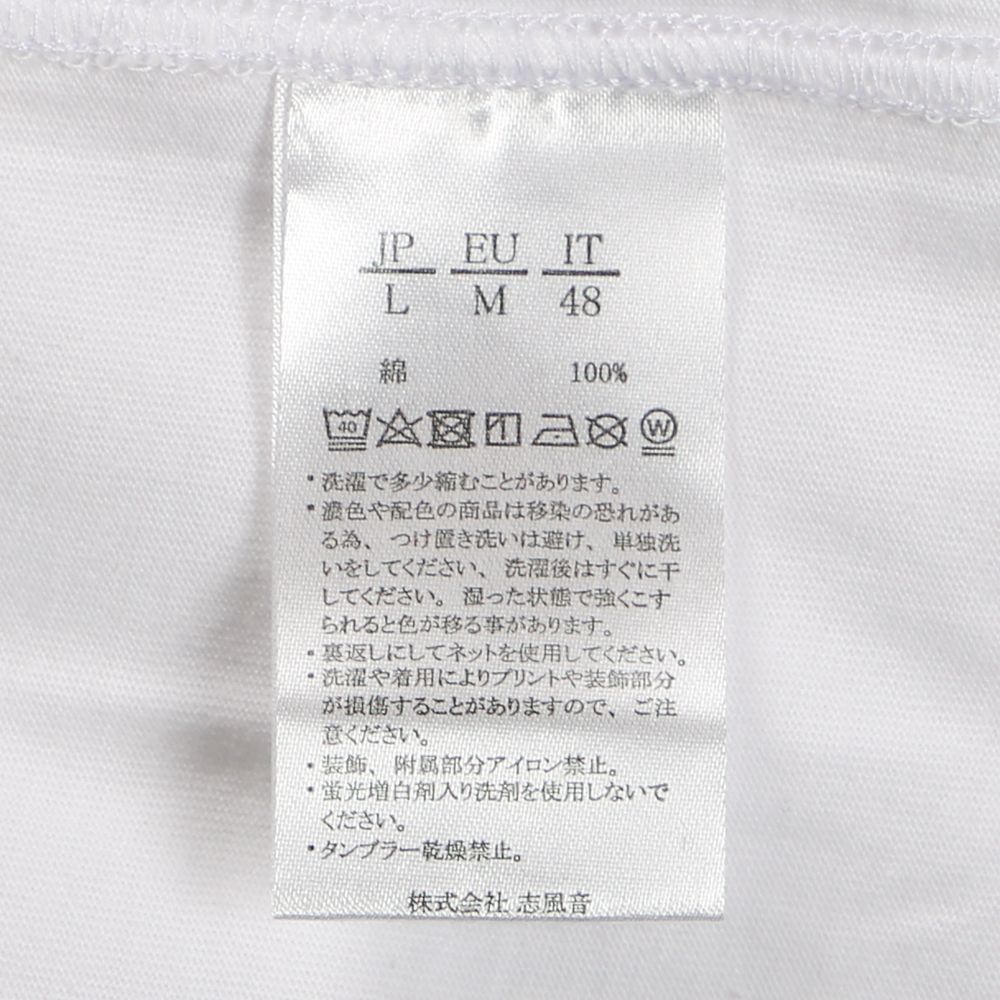 JP EU IT
L M 48
綿 100%
40 W
・洗濯で多少縮むことがあります。
・濃色や配色の商品は移染の恐れがあ
る為、つけ置き洗いは避け、単独洗
いをしてください、洗濯後はすぐに干
してください。湿った状態で強くこす
られると色が移る事があります。
・裏返しにしてネットを使用してください。
・洗濯や着用によりプリントや装飾部分
が損傷することがありますので、ご注
意ください。
・装飾、附属部分アイロン禁止。
・蛍光増白剤入り洗剤を使用しないで
ください。
・タンブラー乾燥禁止。
株式会社 志風音